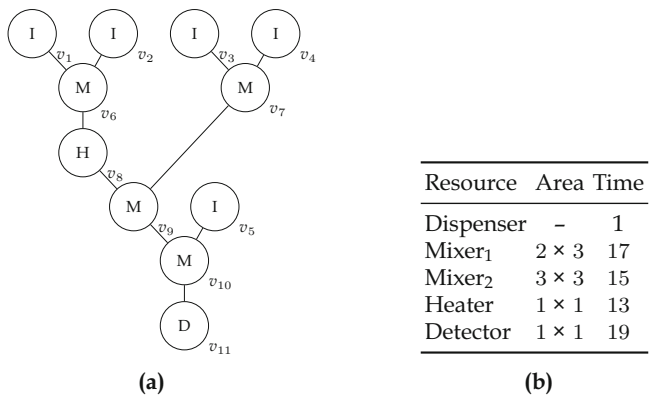 I I I I
v1 v2 v3 v4
M M
v6 v7
H
v8
M I
v9 v5
M
v10
D
v11
(a)
Resource Area Time
Dispenser – 1
Mixer1 2 × 3 17
Mixer2 3 × 3 15
Heater 1 × 1 13
Detector 1 × 1 19
(b)